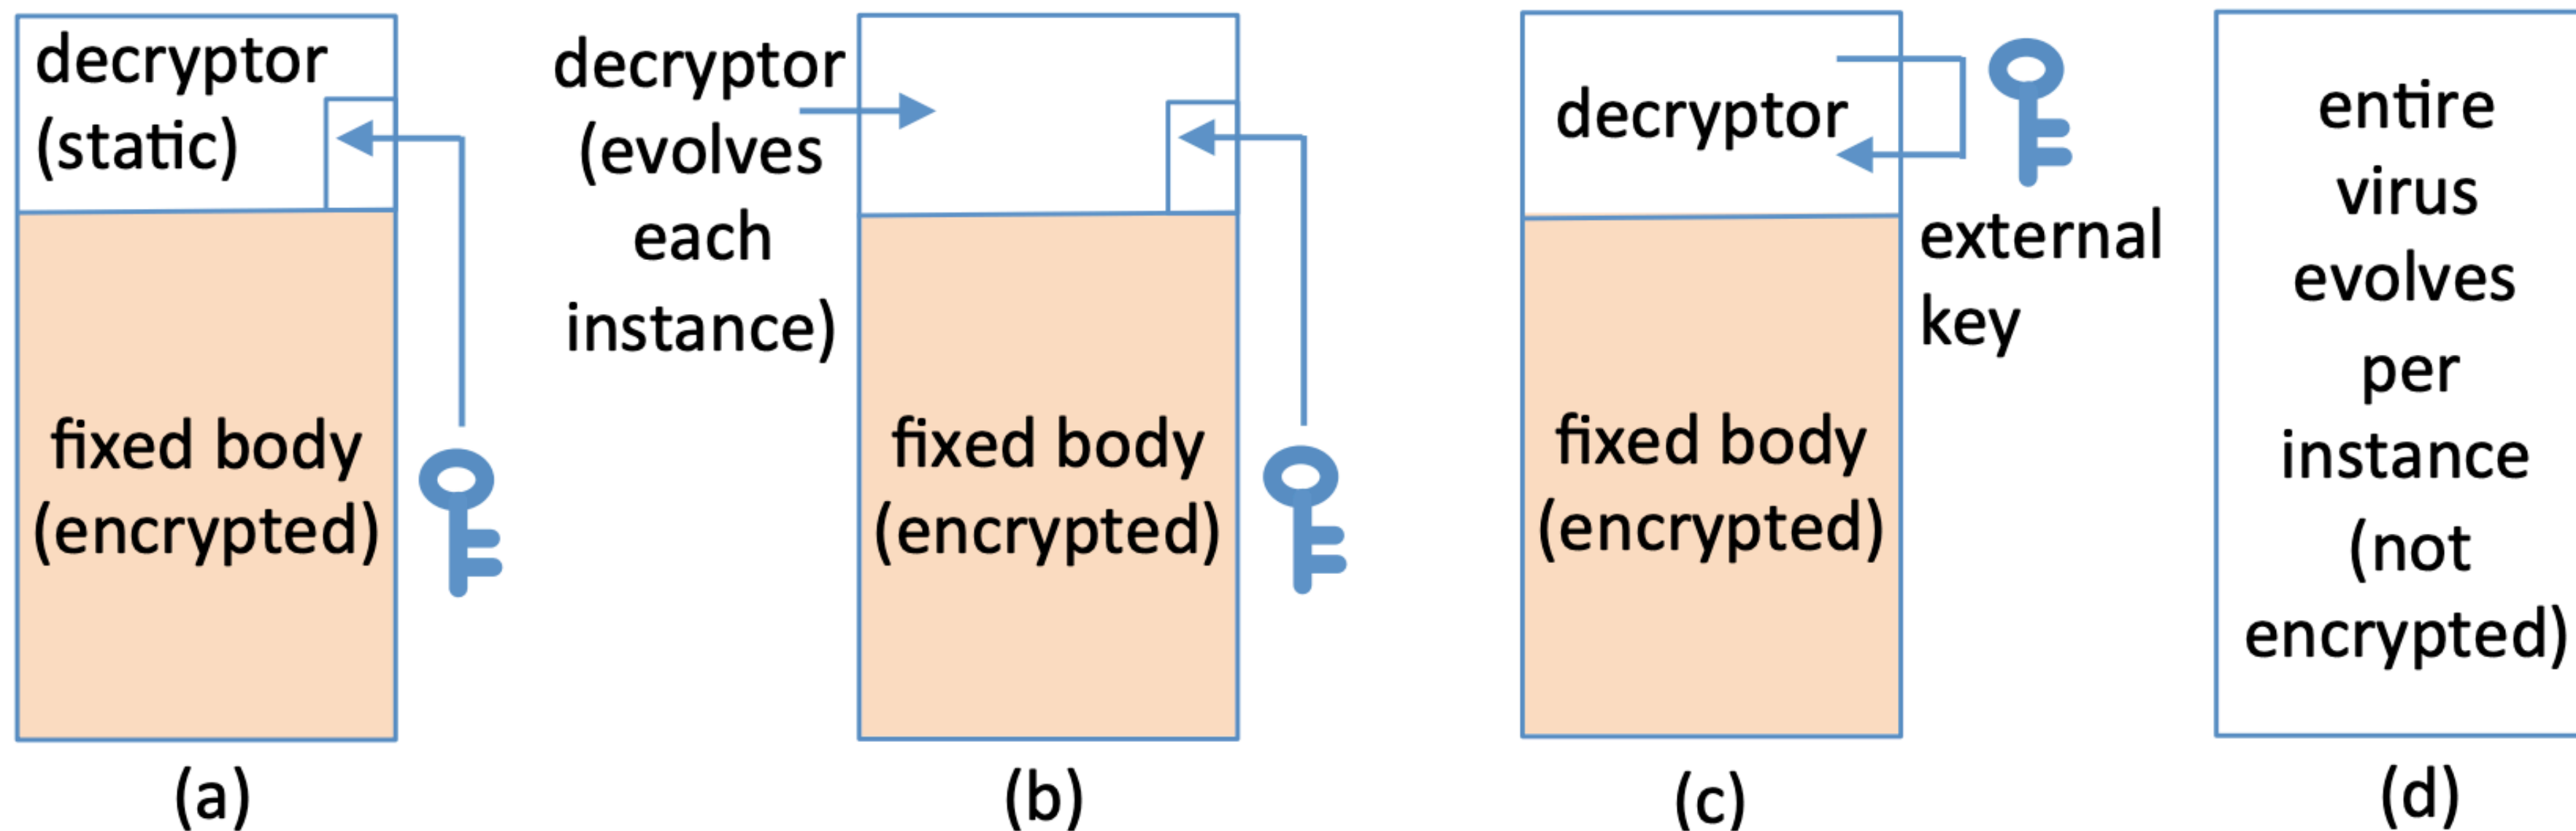 decryptor
(static)
fixed body
(encrypted)
(a)
decryptor
(evolves
each
instance)
fixed body
(encrypted)
(b)
decryptor
external
key
fixed body
(encrypted)
(c)
entire
virus
evolves
per
instance
(not
encrypted)
(d)